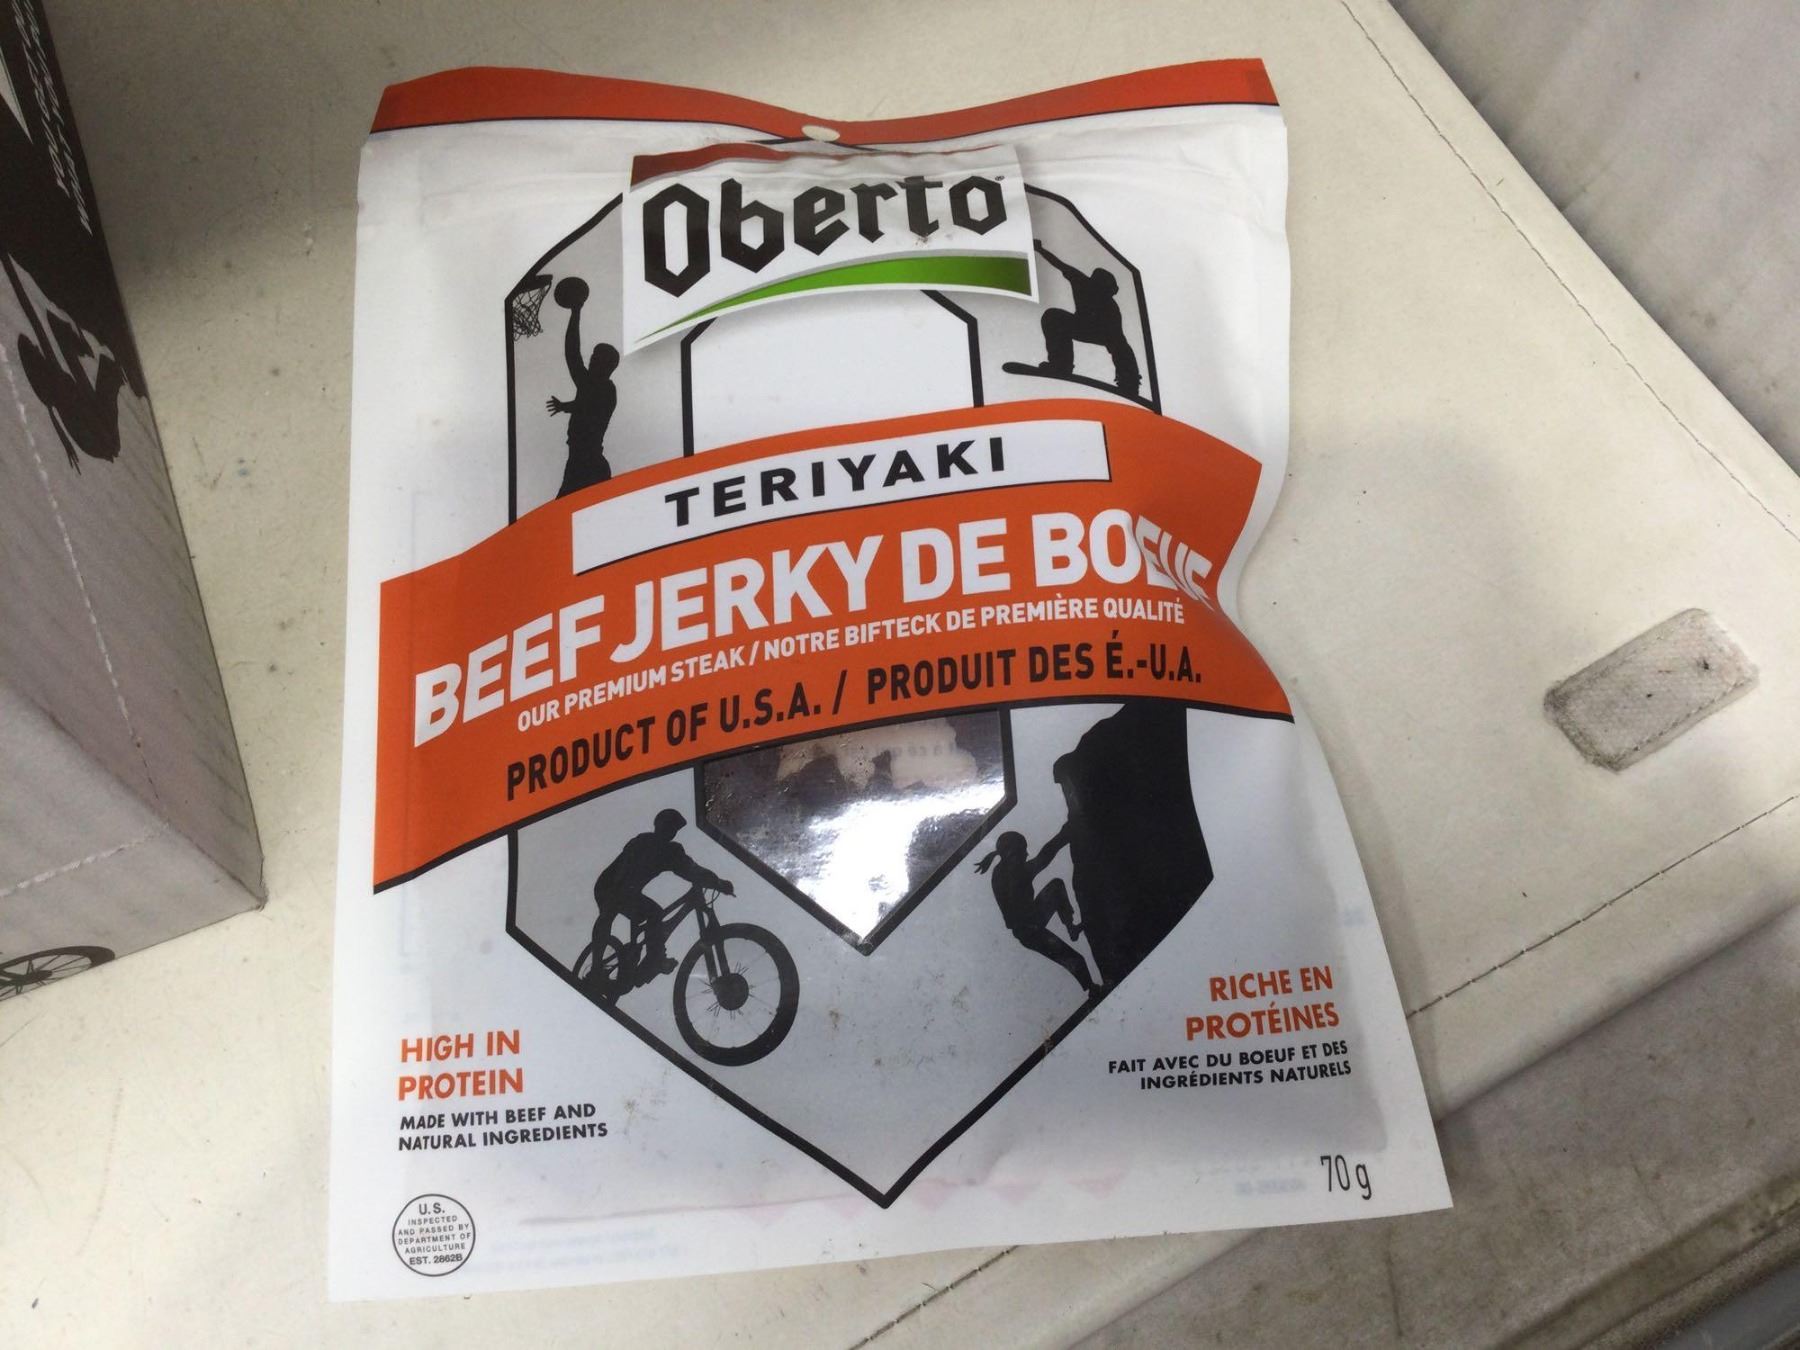 Oberto
TERIYAKI
BEEF JERKY DE BOEUF
OUR PREMIUM STEAK / NOTRE BIFTECK DE PREMIÈRE QUALITÉ
PRODUCT OF U.S.A. / PRODUIT DES É.-U.A.
HIGH IN
PROTEIN
MADE WITH BEEF AND
NATURAL INGREDIENTS
RICHE EN
PROTÉINES
FAIT AVEC DU BOEUF ET DES
INGRÉDIENTS NATURELS
70 g
U.S.
INSPECTED
AND PASSED BY
DEPARTMENT OF
AGRICULTURE
EST. 2862B